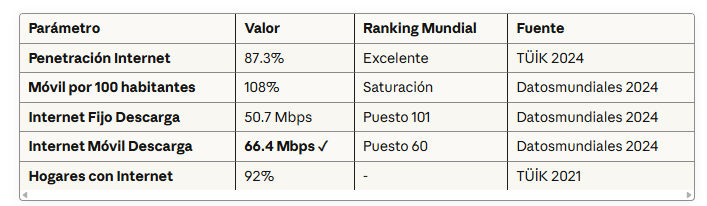 Parámetro Valor Ranking Mundial Fuente
Penetración Internet 87.3% Excelente TÜİK 2024
Móvil por 100 habitantes 108% Saturación Datosmundiales 2024
Internet Fijo Descarga 50.7 Mbps Puesto 101 Datosmundiales 2024
Internet Móvil Descarga 66.4 Mbps ✓ Puesto 60 Datosmundiales 2024
Hogares con Internet 92% - TÜİK 2021